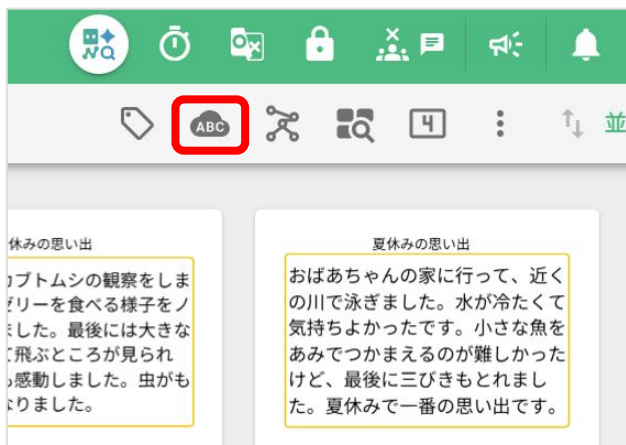 ABC
4
並
休みの思い出
カブトムシの観察をしま
ゼリーを食べる様子をノ
ました。最後には大きな
て飛ぶところが見られ
も感動しました。虫がも
なりました。
夏休みの思い出
おばあちゃんの家に行って、近く
の川で泳ぎました。水が冷たくて
気持ちよかったです。小さな魚を
あみでつかまえるのが難しかった
けど、最後に三びきもとれまし
た。夏休みで一番の思い出です。